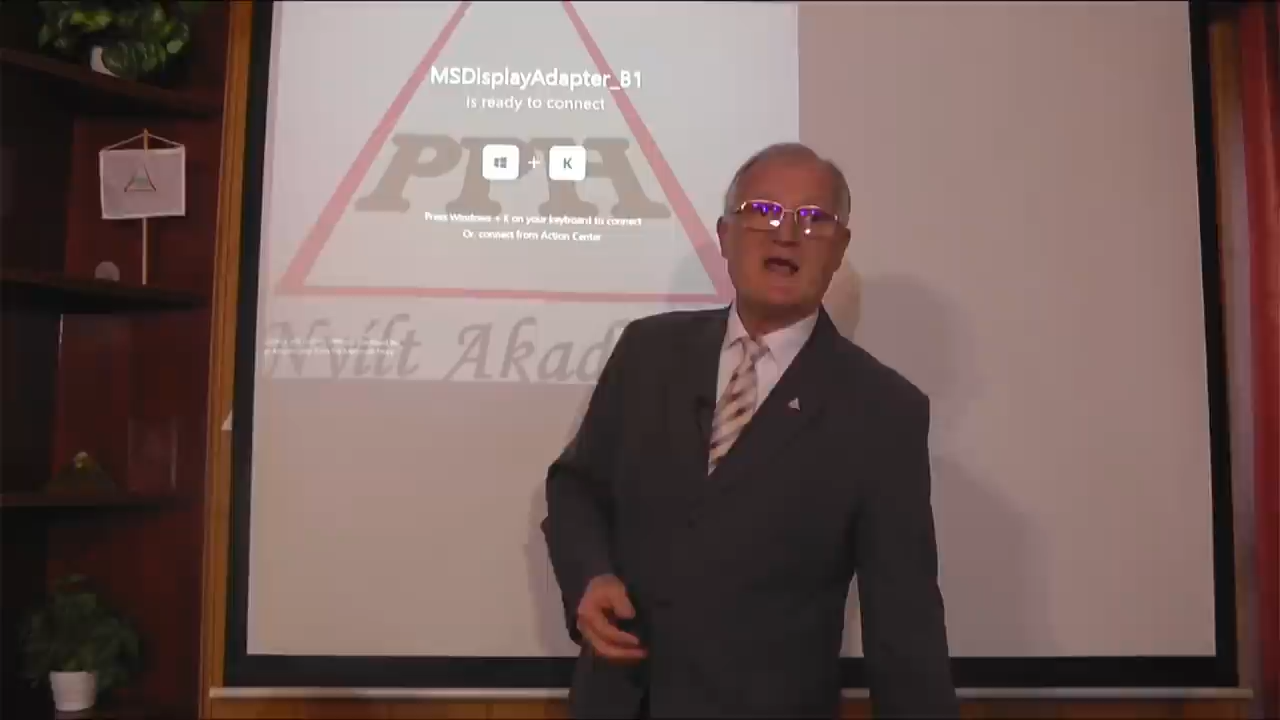 MSDisplayAdapter_B1
is ready to connect
+ K
PPH
Press Windows + K on your keyboard to connect
Or, connect from Action Center
Nyílt Akad